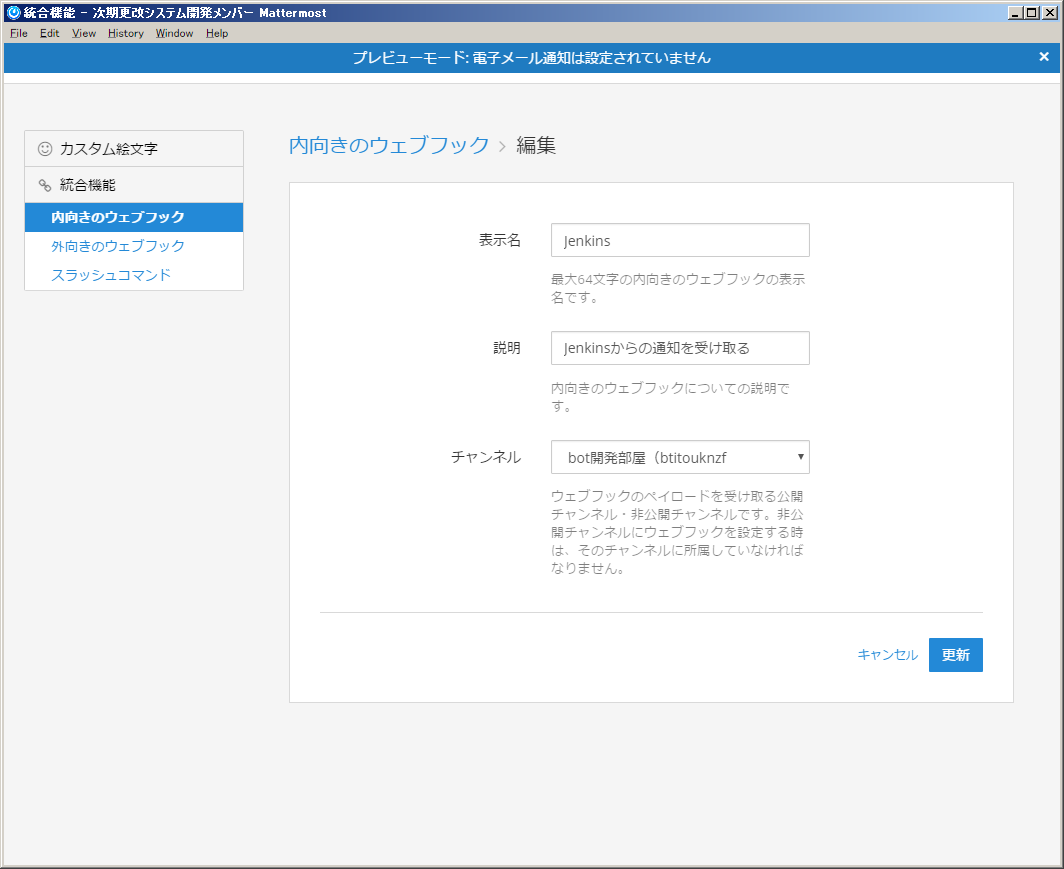 統合機能 - 次期更改システム開発メンバー Mattermost
File Edit View History Window Help
プレビューモード: 電子メール通知は設定されていません ×
カスタム絵文字
統合機能
内向きのウェブフック
外向きのウェブフック
スラッシュコマンド
内向きのウェブフック > 編集
表示名
Jenkins
最大64文字の内向きのウェブフックの表示
名です。
説明
Jenkinsからの通知を受け取る
内向きのウェブフックについての説明で
す。
チャンネル
bot開発部屋（btitouknzf
ウェブフックのペイロードを受け取る公開
チャンネル・非公開チャンネルです。非公
開チャンネルにウェブフックを設定する時
は、そのチャンネルに所属していなければ
なりません。
キャンセル
更新